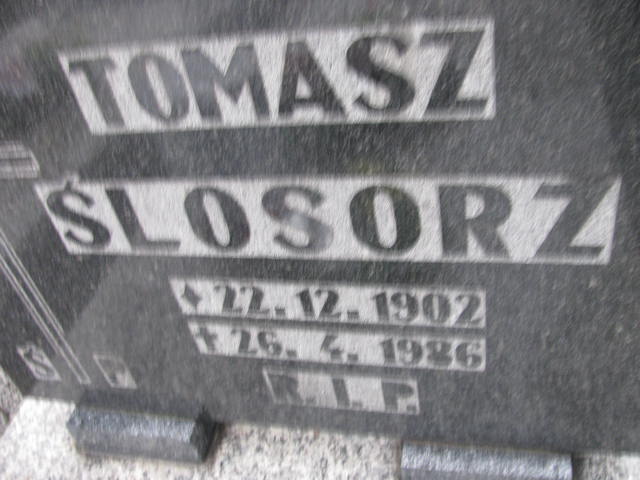 TOMASZ
ŚLOSORZ
22.12.1902
† 26.4.1986
Ś P
R.I.P.